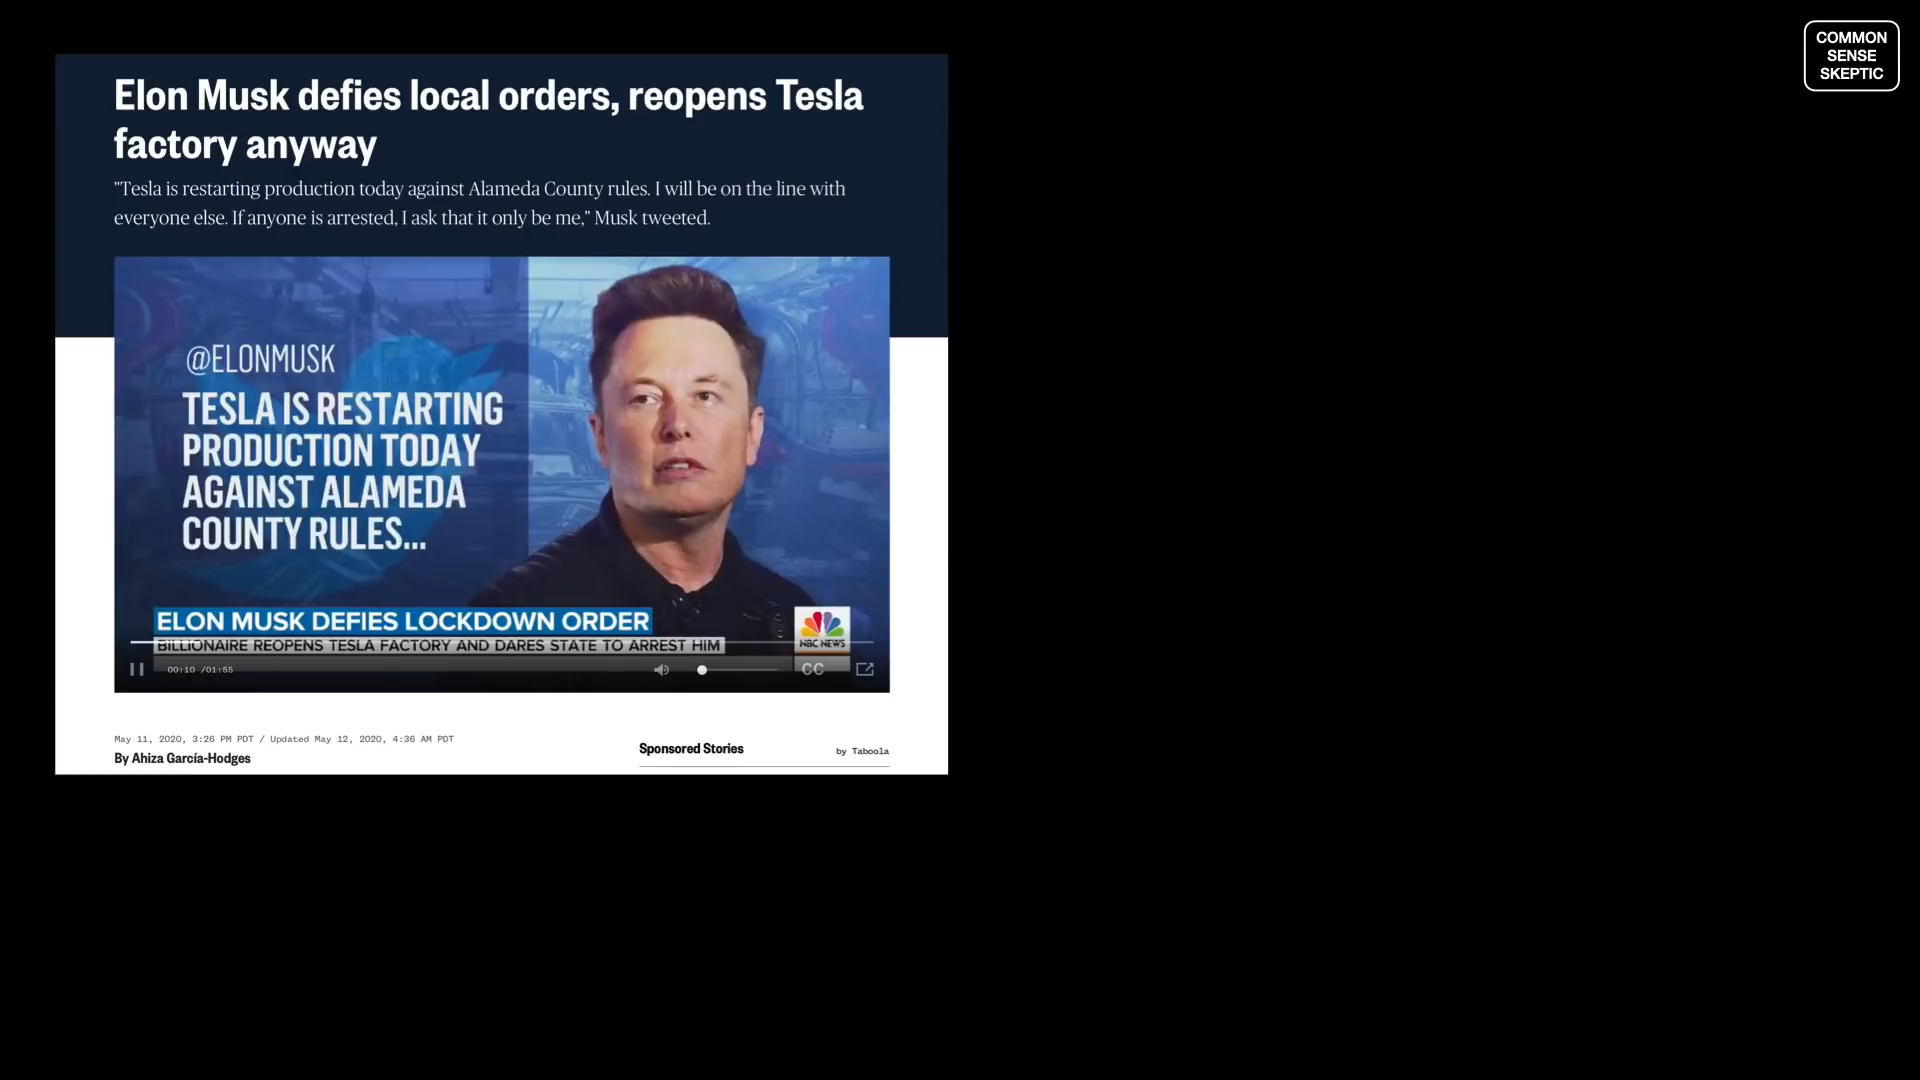 COMMON
SENSE
SKEPTIC
Elon Musk defies local orders, reopens Tesla
factory anyway
"Tesla is restarting production today against Alameda County rules. I will be on the line with
everyone else. If anyone is arrested, I ask that it only be me," Musk tweeted.
@ELONMUSK
TESLA IS RESTARTING
PRODUCTION TODAY
AGAINST ALAMEDA
COUNTY RULES...
ELON MUSK DEFIES LOCKDOWN ORDER
BILLIONAIRE REOPENS TESLA FACTORY AND DARES STATE TO ARREST HIM
NBC NEWS
00:10 /01:55
CC
May 11, 2020, 3:26 PM PDT / Updated May 12, 2020, 4:36 AM PDT
By Ahiza García-Hodges
Sponsored Stories
by Taboola